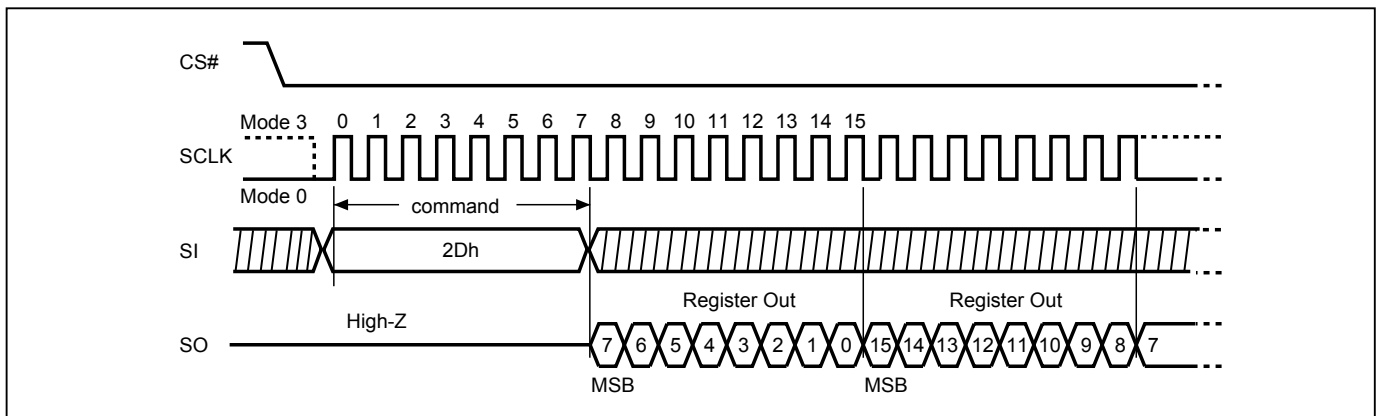 CS#
Mode 3 0 1 2 3 4 5 6 7 8 9 10 11 12 13 14 15
SCLK
Mode 0
command
SI 2Dh
Register Out Register Out
High-Z
SO 7 6 5 4 3 2 1 0 15 14 13 12 11 10 9 8 7
MSB MSB